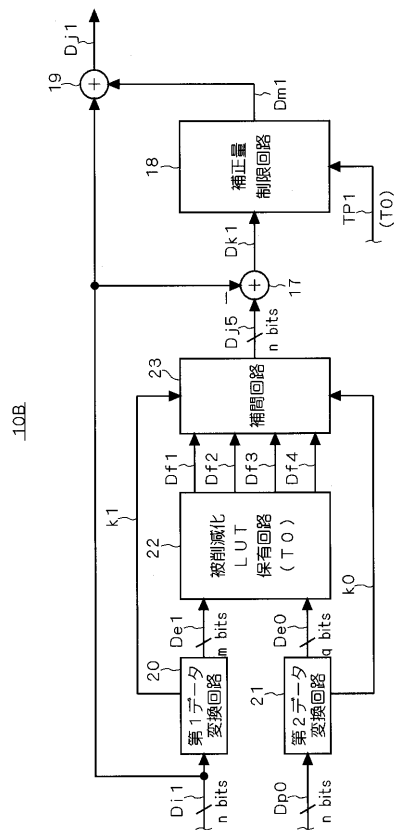 10B
Di1
n bits
20
第1データ
変換回路
k1
De1
m bits
Dp0
n bits
21
第2データ
変換回路
De0
q bits
k0
22
被削減化
LUT
保有回路
(T0)
Df1
Df2
Df3
Df4
23
補間回路
Dj5
n bits
−
+
17
Dk1
18
補正量
制限回路
TP1
(T0)
Dm1
19
+
Dj1